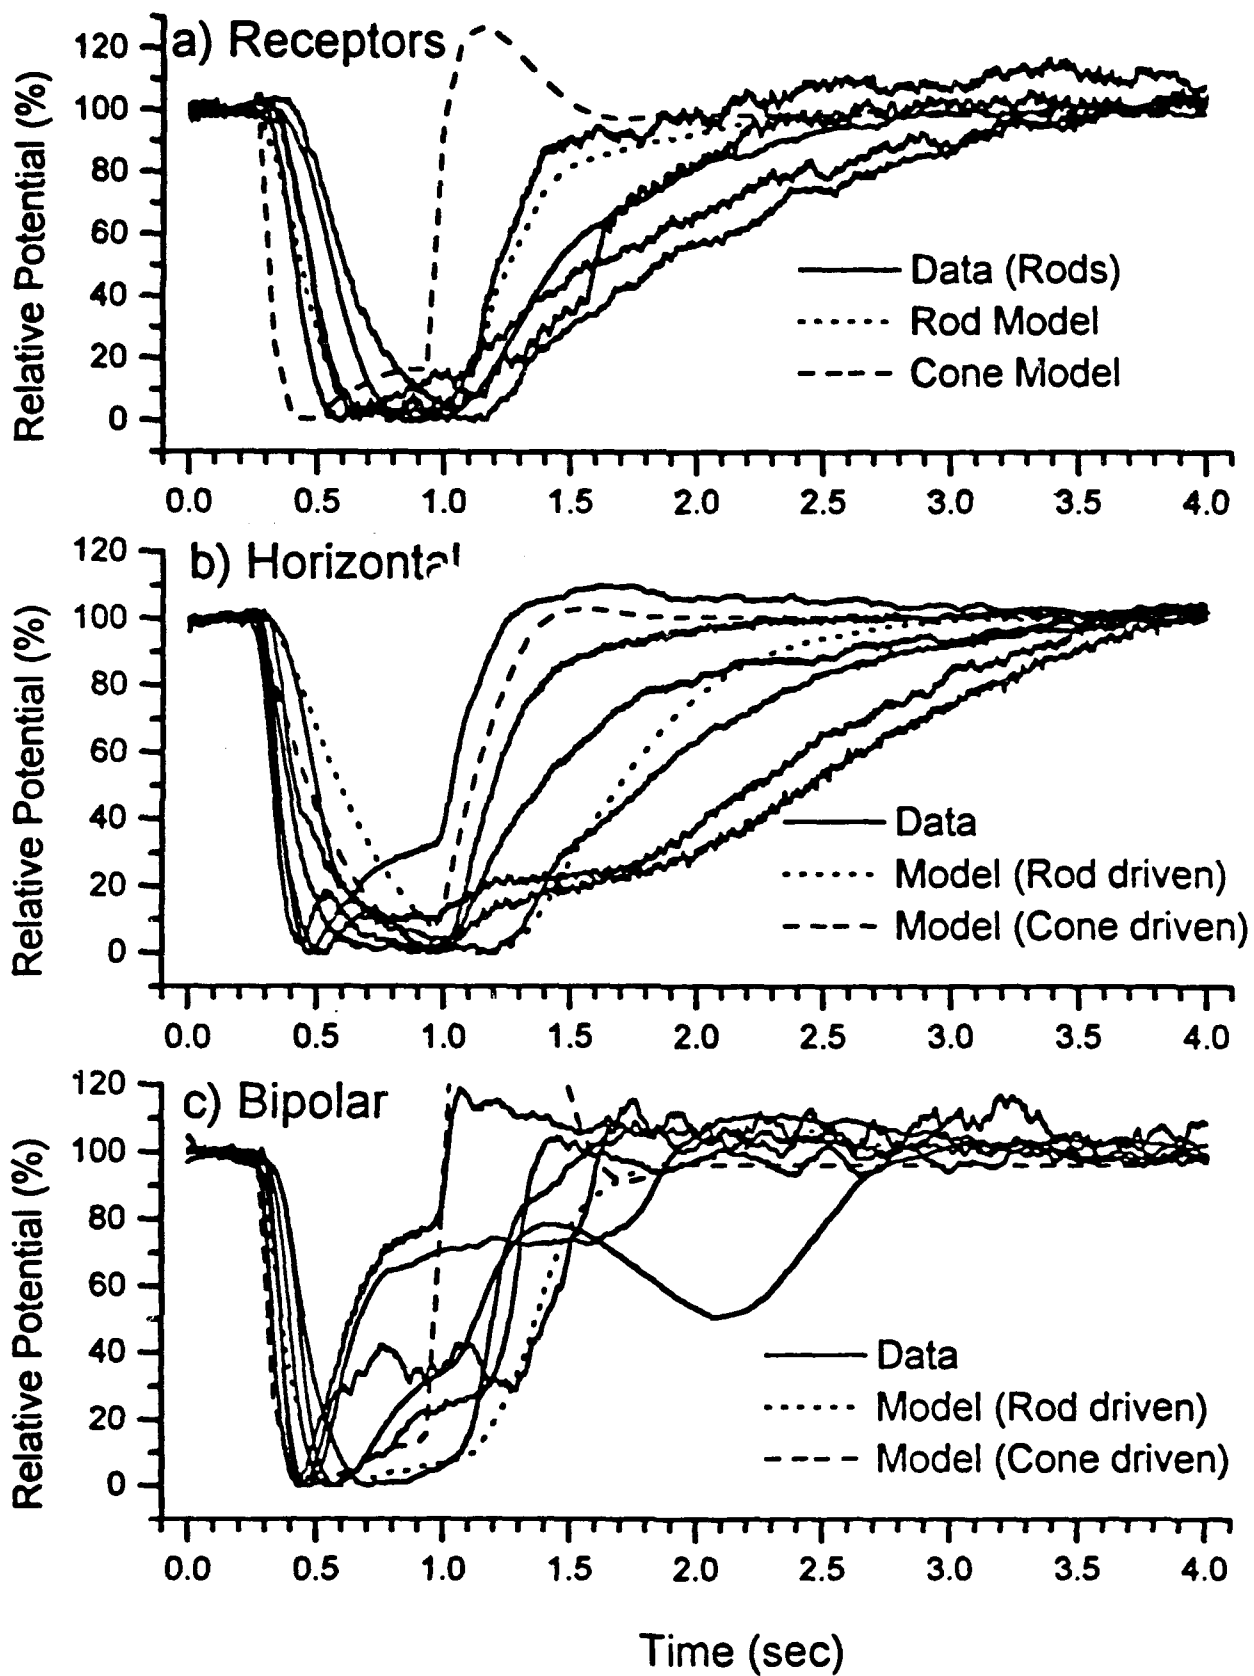 a) Receptors
Relative Potential (%)
120
100
80
60
40
20
0
Data (Rods)
Rod Model
Cone Model
0.0 0.5 1.0 1.5 2.0 2.5 3.0 3.5 4.0
b) Horizontal
Relative Potential (%)
120
100
80
60
40
20
0
Data
Model (Rod driven)
Model (Cone driven)
0.0 0.5 1.0 1.5 2.0 2.5 3.0 3.5 4.0
c) Bipolar
Relative Potential (%)
120
100
80
60
40
20
0
Data
Model (Rod driven)
Model (Cone driven)
0.0 0.5 1.0 1.5 2.0 2.5 3.0 3.5 4.0
Time (sec)